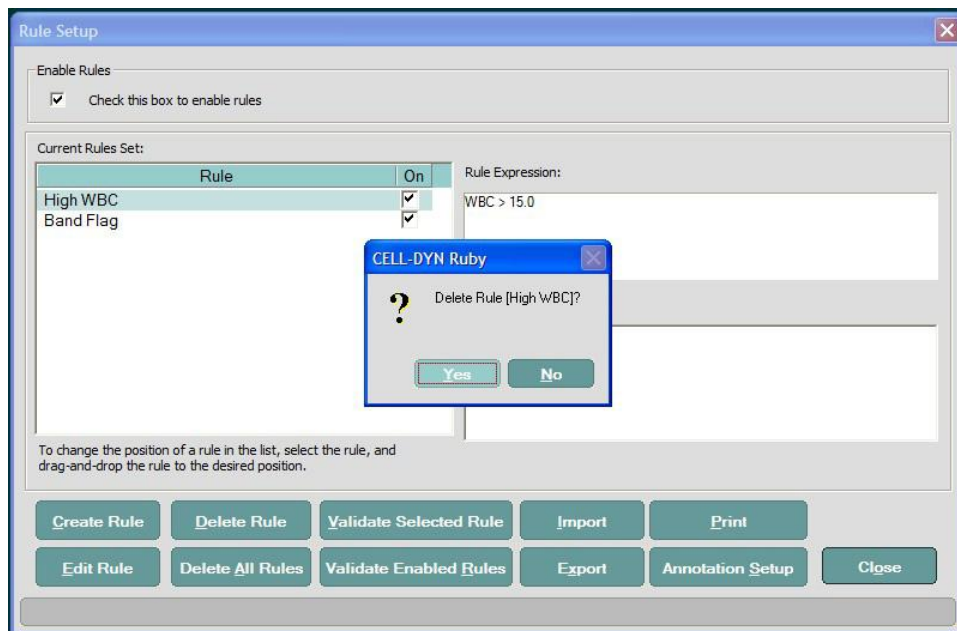 Rule Setup
Enable Rules
Check this box to enable rules
Current Rules Set:
Rule On
High WBC
Band Flag
Rule Expression:
WBC > 15.0
CELL-DYN Ruby
Delete Rule [High WBC]?
Yes No
To change the position of a rule in the list, select the rule, and
drag-and-drop the rule to the desired position.
Create Rule Delete Rule Validate Selected Rule Import Print
Edit Rule Delete All Rules Validate Enabled Rules Export Annotation Setup Close